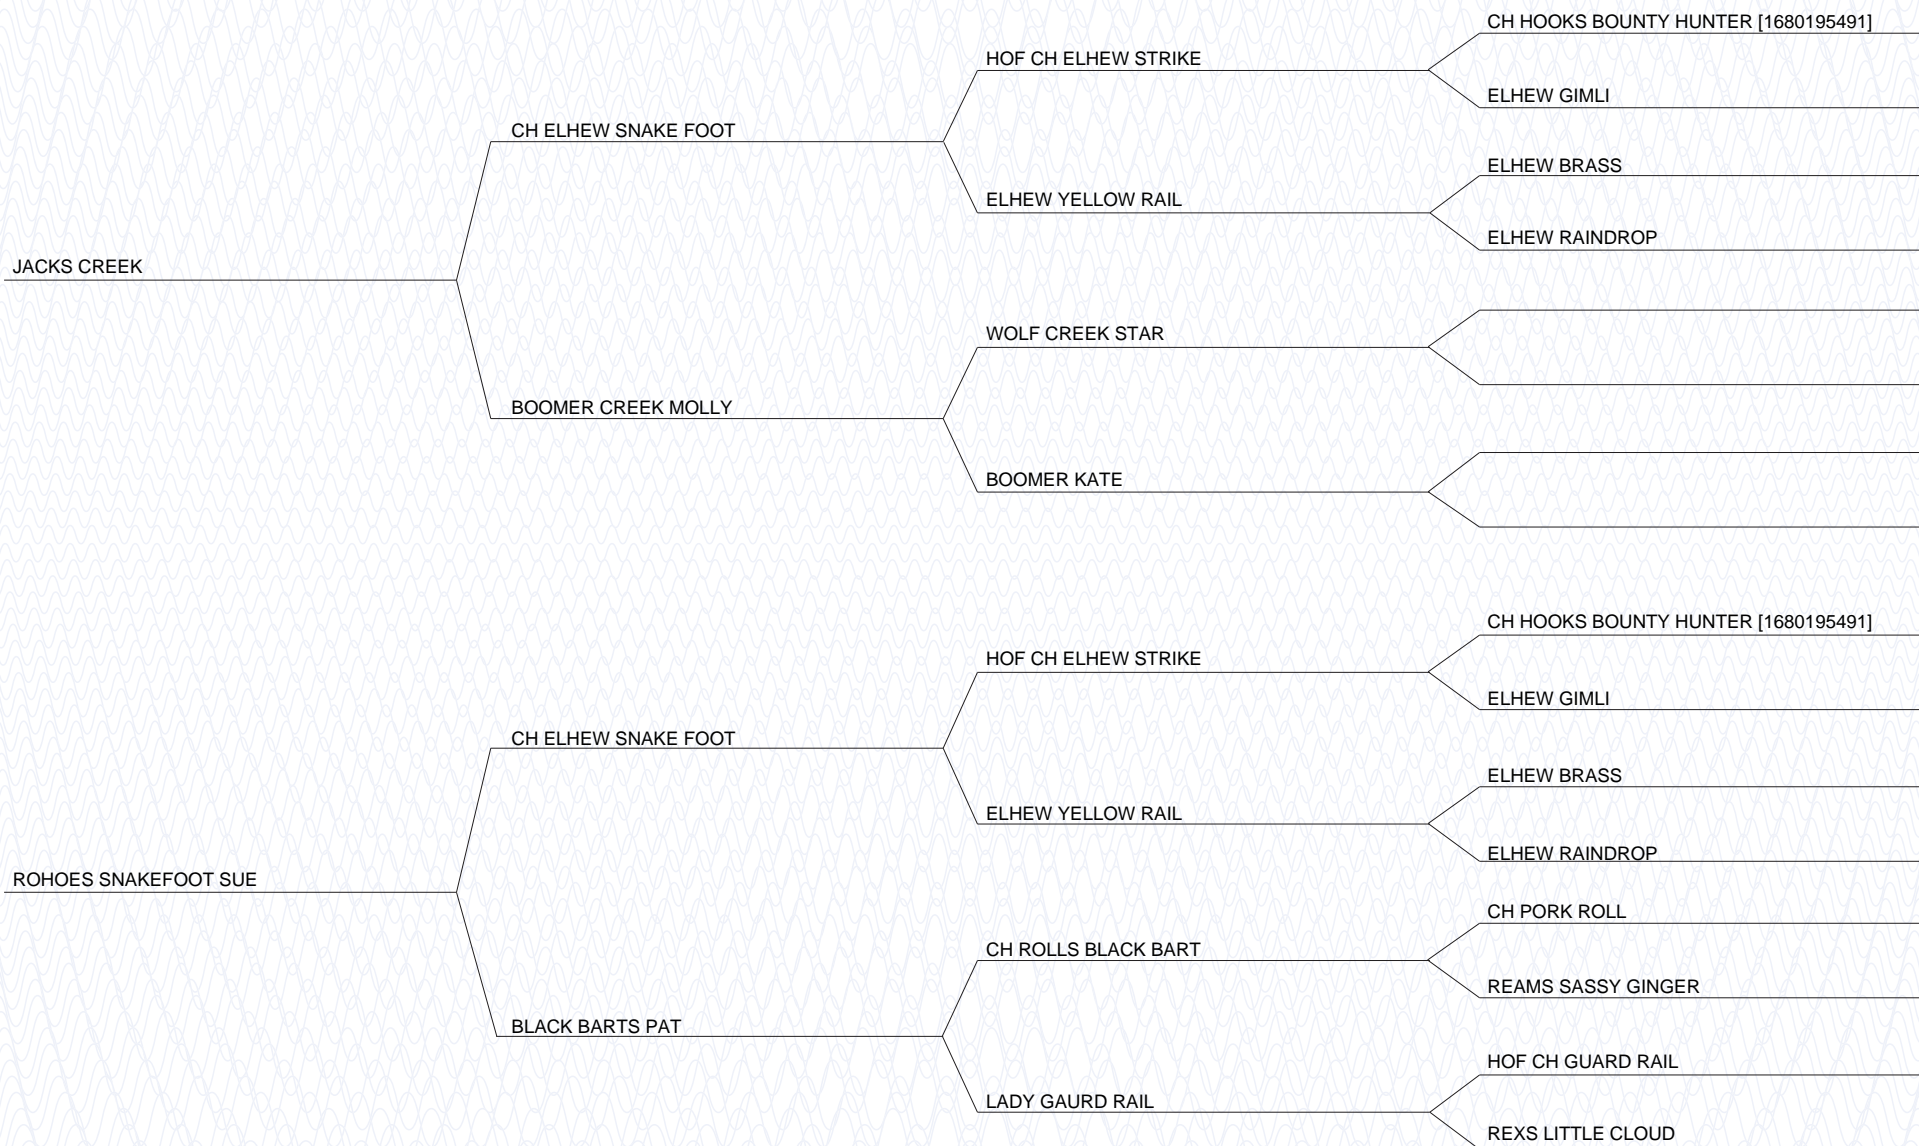 CH HOOKS BOUNTY HUNTER [1680195491]
HOF CH ELHEW STRIKE
ELHEW GIMLI
CH ELHEW SNAKE FOOT
ELHEW BRASS
ELHEW YELLOW RAIL
ELHEW RAINDROP
JACKS CREEK
WOLF CREEK STAR
BOOMER CREEK MOLLY
BOOMER KATE
CH HOOKS BOUNTY HUNTER [1680195491]
HOF CH ELHEW STRIKE
ELHEW GIMLI
CH ELHEW SNAKE FOOT
ELHEW BRASS
ELHEW YELLOW RAIL
ELHEW RAINDROP
ROHOES SNAKEFOOT SUE
CH PORK ROLL
CH ROLLS BLACK BART
REAMS SASSY GINGER
BLACK BARTS PAT
HOF CH GUARD RAIL
LADY GAURD RAIL
REXS LITTLE CLOUD